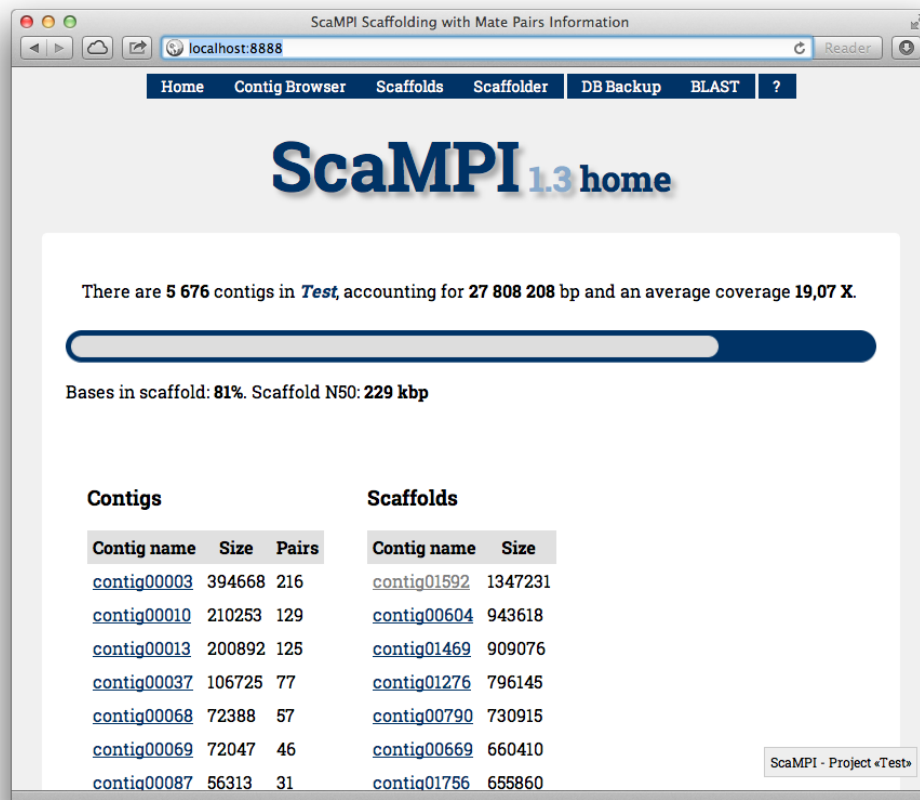 ScaMPI Scaffolding with Mate Pairs Information
localhost:8888
Reader
Home Contig Browser Scaffolds Scaffolder DB Backup BLAST ?
ScaMPI 1.3 home
There are 5 676 contigs in Test, accounting for 27 808 208 bp and an average coverage 19,07 X.
Bases in scaffold: 81%. Scaffold N50: 229 kbp
Contigs Scaffolds
Contig name Size Pairs Contig name Size
contig00003 394668 216 contig01592 1347231
contig00010 210253 129 contig00604 943618
contig00013 200892 125 contig01469 909076
contig00037 106725 77 contig01276 796145
contig00068 72388 57 contig00790 730915
contig00069 72047 46 contig00669 660410
contig00087 56313 31 contig01756 655860
ScaMPI - Project «Test»